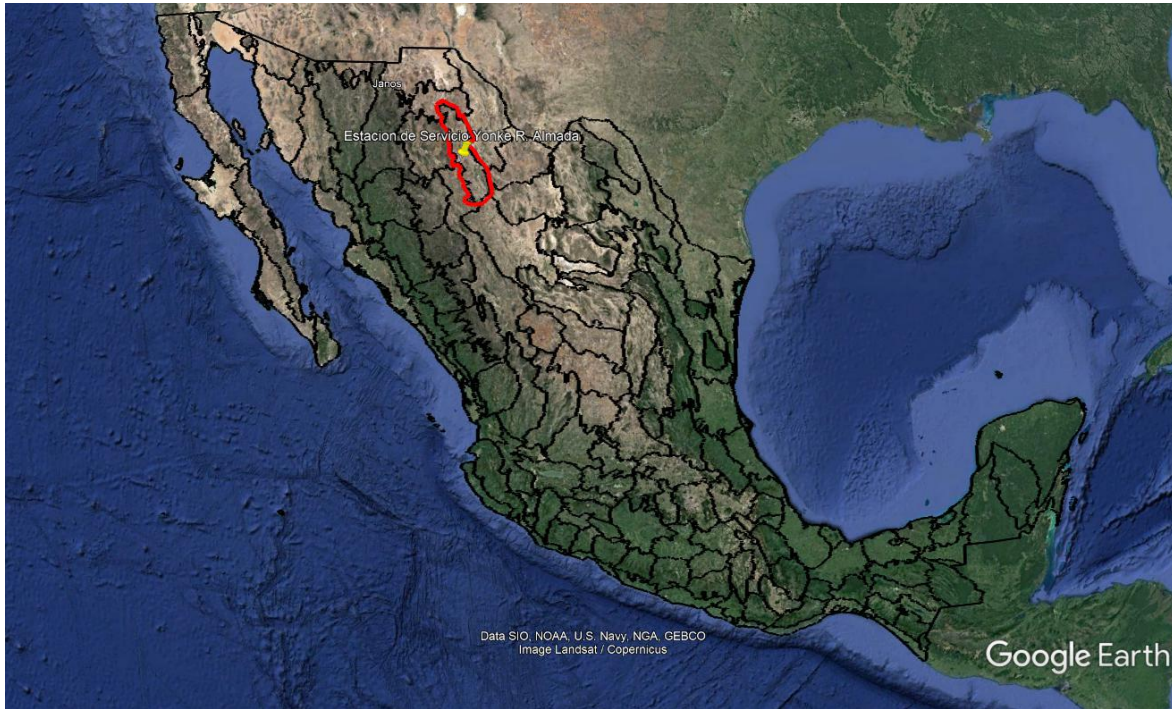 Janos
Estacion de Servicio Yonke R. Almada
Data SIO, NOAA, U.S. Navy, NGA, GEBCO
Image Landsat / Copernicus
Google Earth